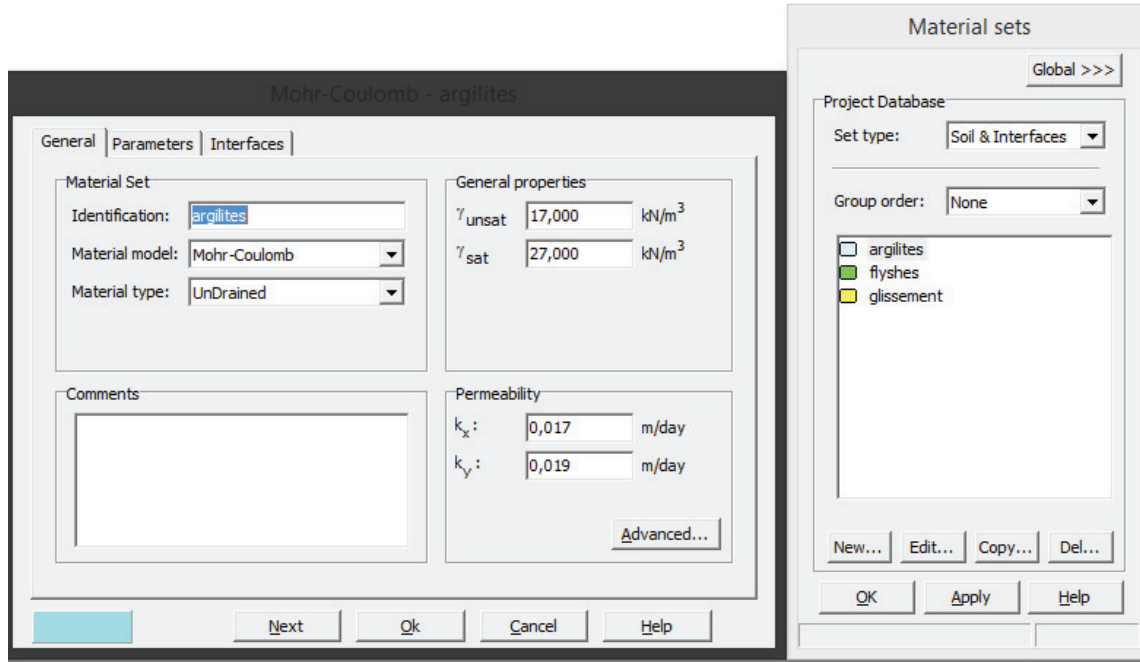 Mohr-Coulomb - argilites
General Parameters Interfaces
Material Set
Identification: argilites
Material model: Mohr-Coulomb
Material type: UnDrained
General properties
γunsat 17,000 kN/m³
γsat 27,000 kN/m³
Comments
Permeability
kx: 0,017 m/day
ky: 0,019 m/day
Advanced...
Next Ok Cancel Help
Material sets
Global >>>
Project Database
Set type: Soil & Interfaces
Group order: None
argilites
flyshes
glissement
New... Edit... Copy... Del...
OK Apply Help